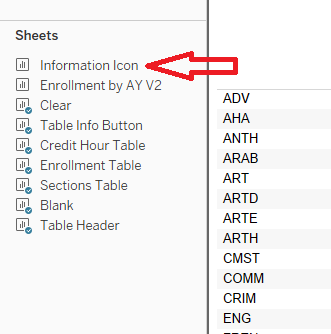 Sheets
Information Icon
Enrollment by AY V2
Clear
Table Info Button
Credit Hour Table
Enrollment Table
Sections Table
Blank
Table Header
ADV
AHA
ANTH
ARAB
ART
ARTD
ARTE
ARTH
CMST
COMM
CRIM
ENG